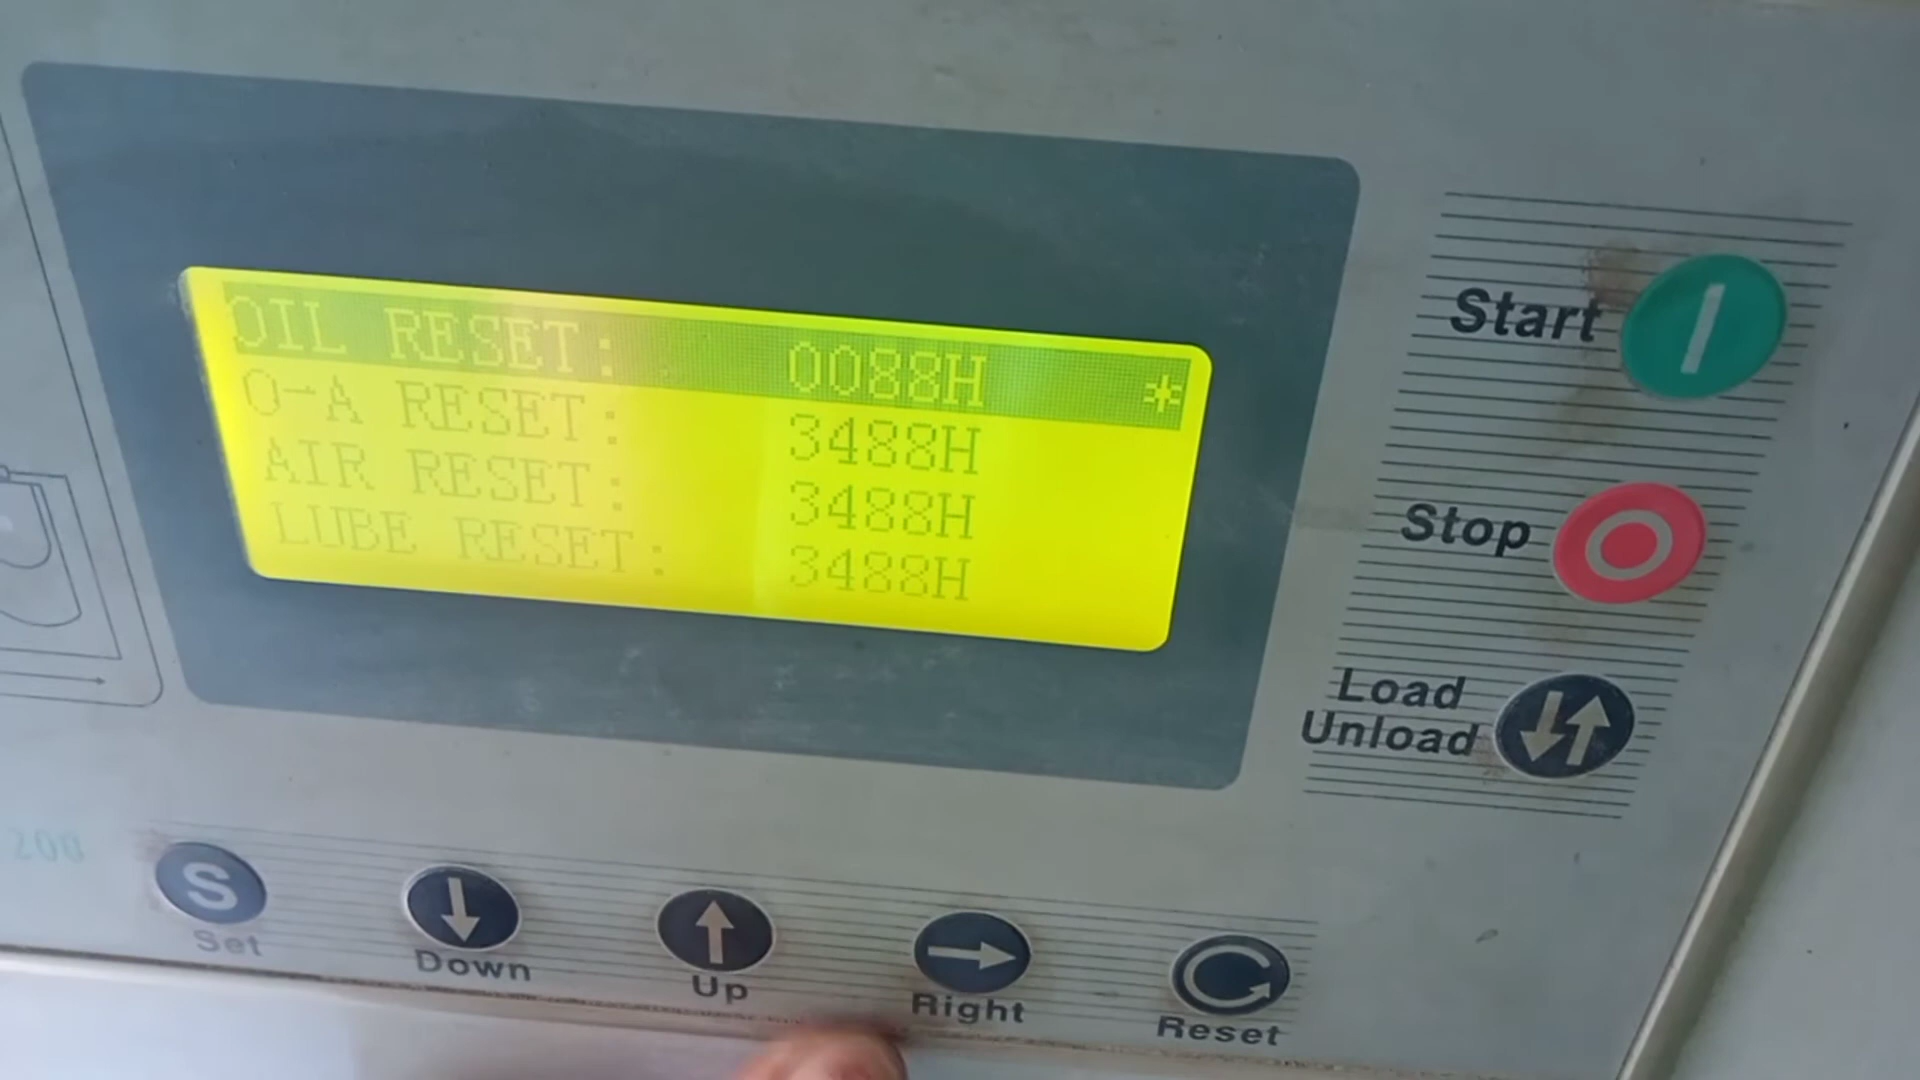 OIL RESET: 0088H *
O-A RESET: 3488H
AIR RESET: 3488H
LUBE RESET: 3488H
Start
Stop
Load
Unload
200
S
Set
Down
Up
Right
Reset